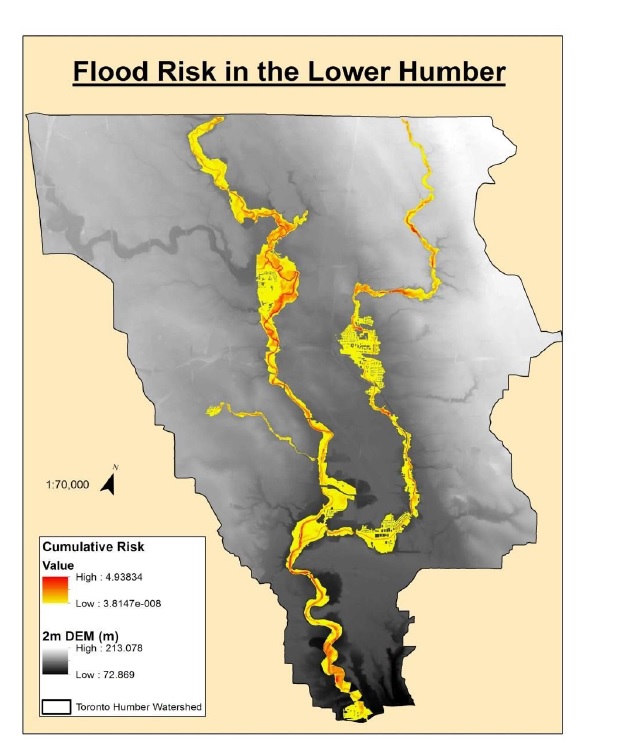 Flood Risk in the Lower Humber
N
1:70,000
Cumulative Risk
Value
High : 4.93834
Low : 3.8147e-008
2m DEM (m)
High : 213.078
Low : 72.869
Toronto Humber Watershed